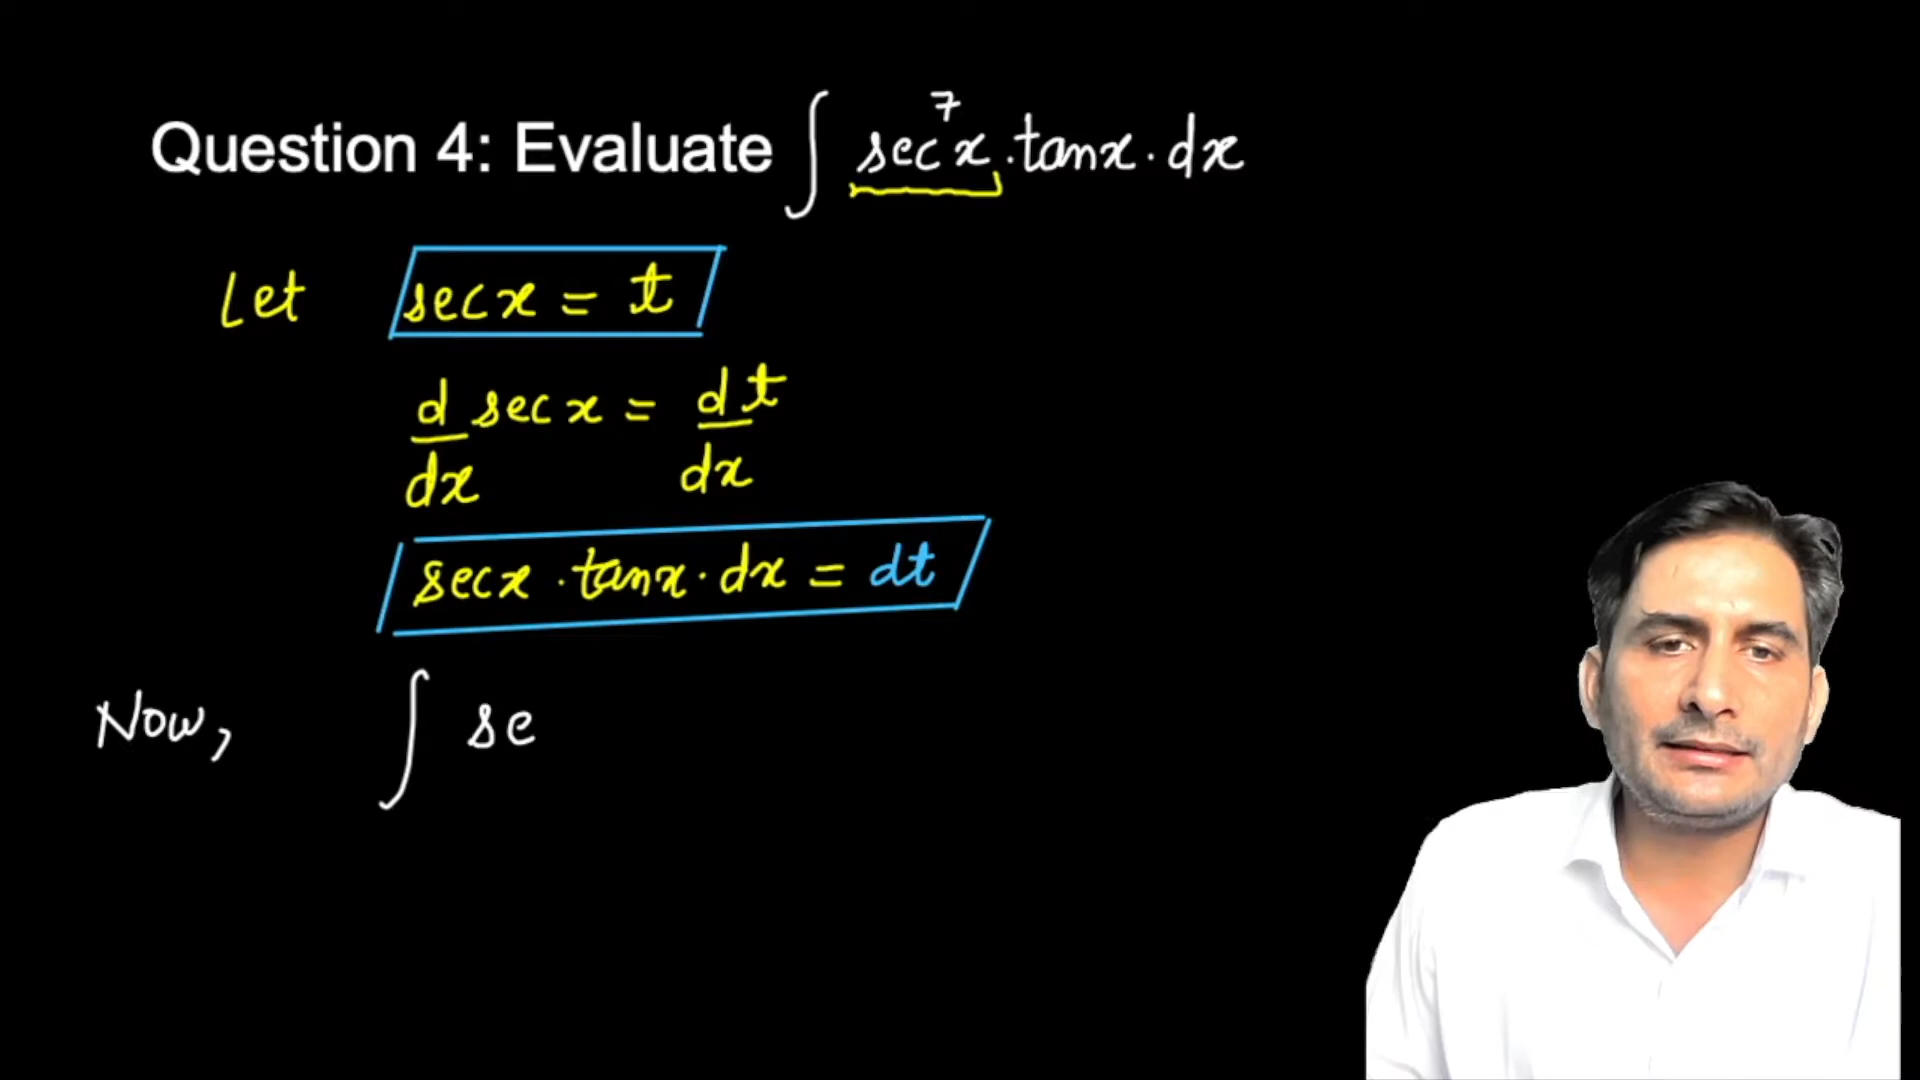 Question 4: Evaluate ∫ sec⁷x · tanx · dx
Let secx = t
d/dx secx = dt/dx
secx · tanx · dx = dt
Now, ∫ se